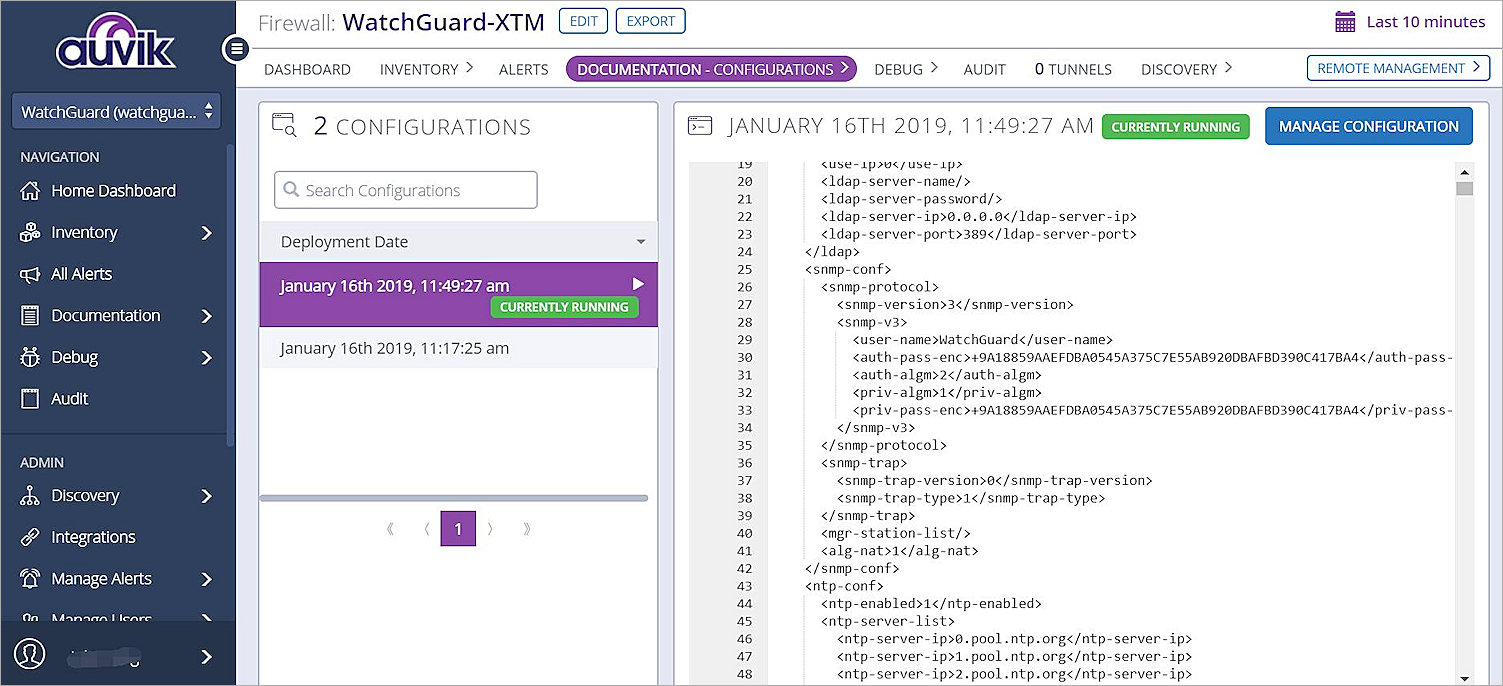 auvik
WatchGuard (watchgua...
NAVIGATION
Home Dashboard
Inventory
All Alerts
Documentation
Debug
Audit
ADMIN
Discovery
Integrations
Manage Alerts
Manage Users
Firewall: WatchGuard-XTM EDIT EXPORT Last 10 minutes
DASHBOARD INVENTORY ALERTS DOCUMENTATION - CONFIGURATIONS DEBUG AUDIT 0 TUNNELS DISCOVERY REMOTE MANAGEMENT
2 CONFIGURATIONS
Search Configurations
Deployment Date
January 16th 2019, 11:49:27 am
CURRENTLY RUNNING
January 16th 2019, 11:17:25 am
1
JANUARY 16TH 2019, 11:49:27 AM CURRENTLY RUNNING MANAGE CONFIGURATION
19 <use-ip>0</use-ip>
20 <ldap-server-name/>
21 <ldap-server-password/>
22 <ldap-server-ip>0.0.0.0</ldap-server-ip>
23 <ldap-server-port>389</ldap-server-port>
24 </ldap>
25 <snmp-conf>
26 <snmp-protocol>
27 <snmp-version>3</snmp-version>
28 <snmp-v3>
29 <user-name>WatchGuard</user-name>
30 <auth-pass-enc>+9A18859AAEFDBA0545A375C7E55AB920DBAFBD390C417BA4</auth-pass-
31 <auth-algm>2</auth-algm>
32 <priv-algm>1</priv-algm>
33 <priv-pass-enc>+9A18859AAEFDBA0545A375C7E55AB920DBAFBD390C417BA4</priv-pass-
34 </snmp-v3>
35 </snmp-protocol>
36 <snmp-trap>
37 <snmp-trap-version>0</snmp-trap-version>
38 <snmp-trap-type>1</snmp-trap-type>
39 </snmp-trap>
40 <mgr-station-list/>
41 <alg-nat>1</alg-nat>
42 </snmp-conf>
43 <ntp-conf>
44 <ntp-enabled>1</ntp-enabled>
45 <ntp-server-list>
46 <ntp-server-ip>0.pool.ntp.org</ntp-server-ip>
47 <ntp-server-ip>1.pool.ntp.org</ntp-server-ip>
48 <ntp-server-ip>2.pool.ntp.org</ntp-server-ip>